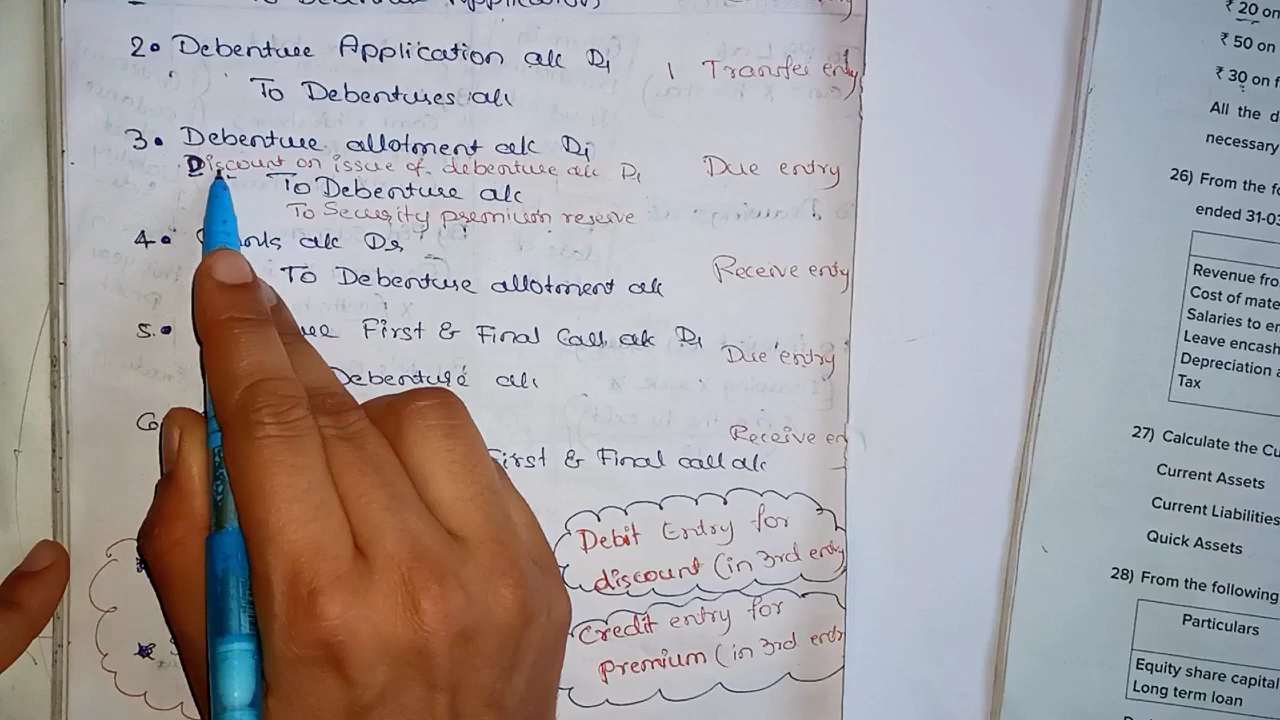 2. Debenture Application a/c Dr
1 Transfer entry
To Debentures a/c
3. Debenture allotment a/c Dr
Discount on issue of debenture a/c Dr
Due entry
To Debenture a/c
To Security premium reserve
4. a/c Dr
To Debenture allotment a/c
Receive entry
5. First & Final Call a/c Dr
Due entry
Debenture a/c
Receive en
First & Final call a/c
Debit Entry for
discount (in 3rd entry
Credit entry for
premium (in 3rd entr
₹ 20 on
₹ 50 on
₹ 30 on f
All the d
necessary
26) From the fo
ended 31-0
Revenue fro
Cost of mate
Salaries to e
Leave encash
Depreciation a
Tax
27) Calculate the Cu
Current Assets
Current Liabilities
Quick Assets
28) From the following
Particulars
Equity share capital
Long term loan